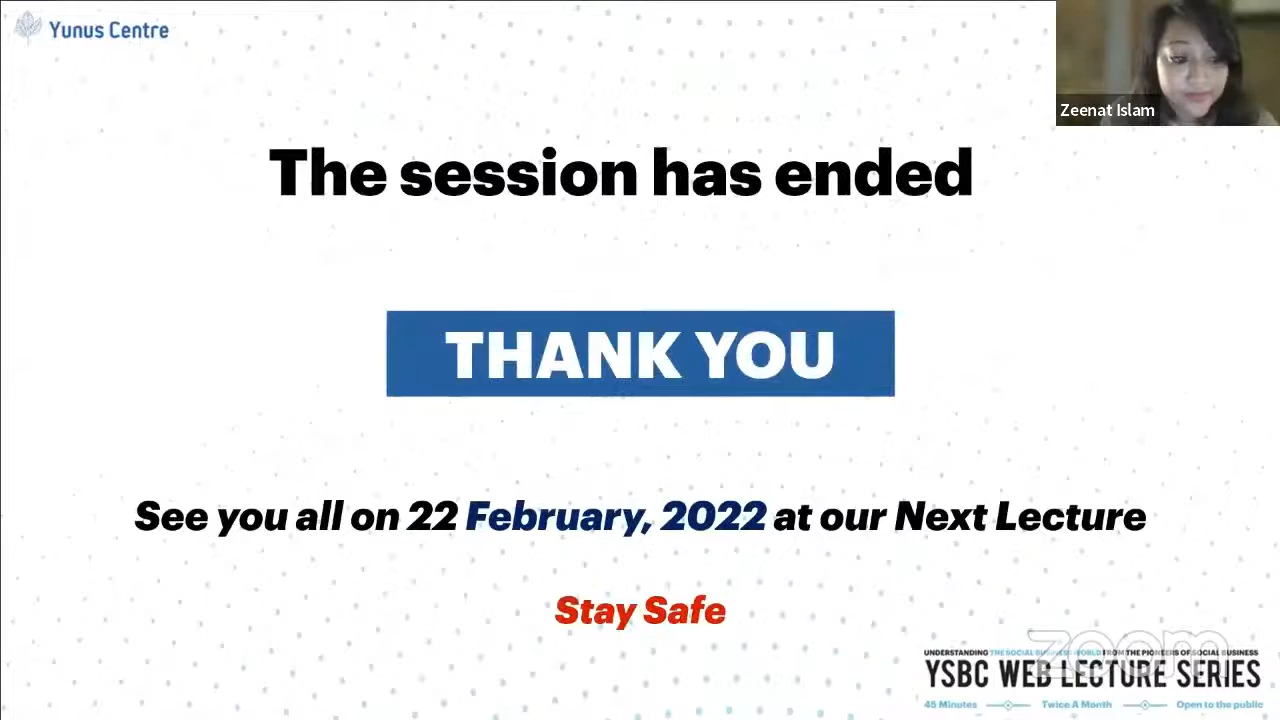 Yunus Centre
Zeenat Islam
The session has ended
THANK YOU
See you all on 22 February, 2022 at our Next Lecture
Stay Safe
zoom
UNDERSTANDING THE SOCIAL BUSINESS WORLD FROM THE PIONEERS OF SOCIAL BUSINESS
YSBC WEB LECTURE SERIES
45 Minutes Twice A Month Open to the public